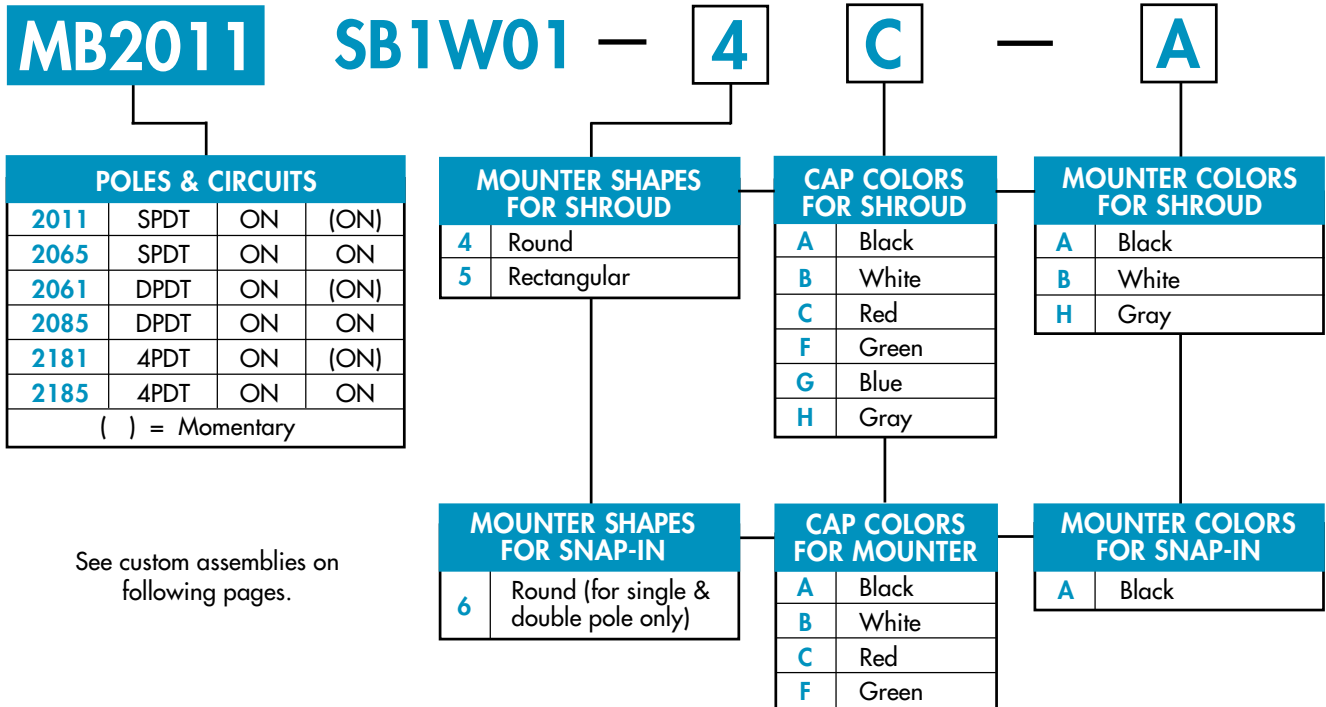 MB2011 SB1W01 — 4 C — A
POLES & CIRCUITS
2011 SPDT ON (ON)
2065 SPDT ON ON
2061 DPDT ON (ON)
2085 DPDT ON ON
2181 4PDT ON (ON)
2185 4PDT ON ON
( ) = Momentary
MOUNTER SHAPES
FOR SHROUD
4 Round
5 Rectangular
CAP COLORS
FOR SHROUD
A Black
B White
C Red
F Green
G Blue
H Gray
MOUNTER COLORS
FOR SHROUD
A Black
B White
H Gray
See custom assemblies on
following pages.
MOUNTER SHAPES
FOR SNAP-IN
6 Round (for single &
double pole only)
CAP COLORS
FOR MOUNTER
A Black
B White
C Red
F Green
MOUNTER COLORS
FOR SNAP-IN
A Black